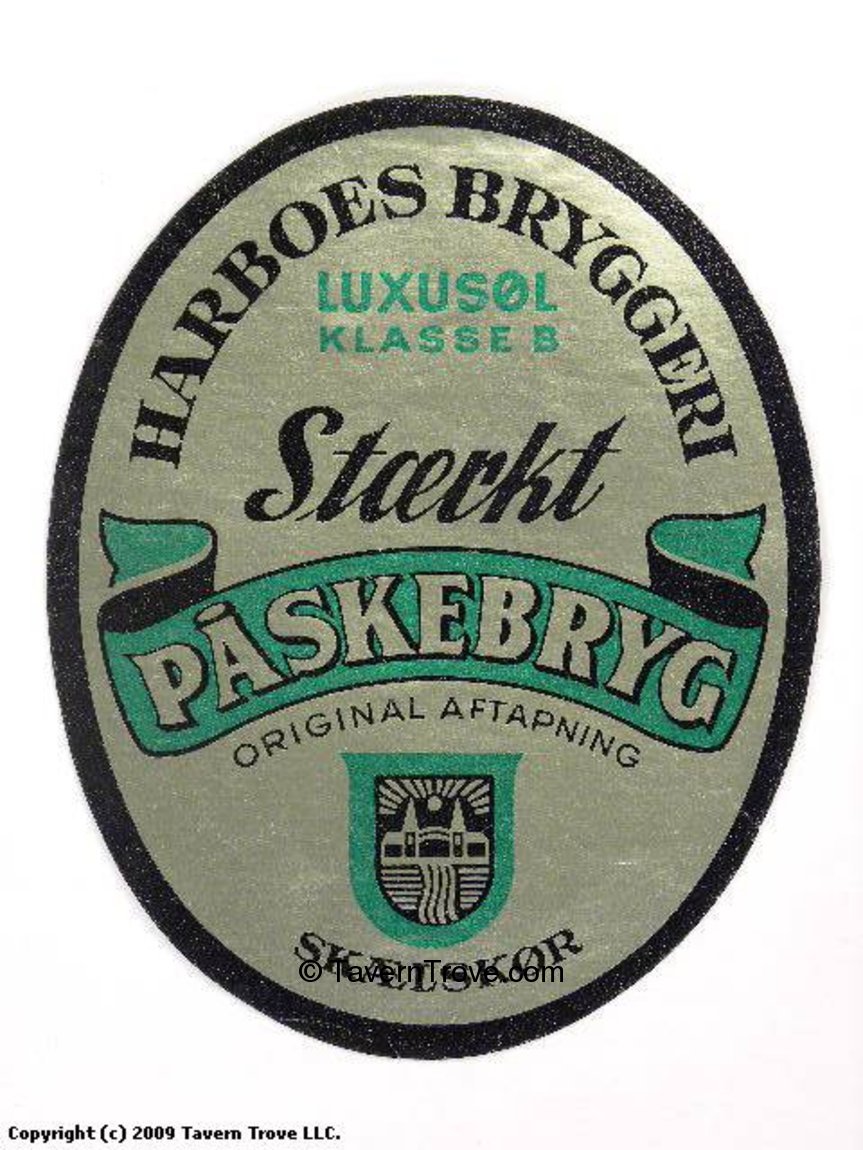 HARBOES BRYGGERI
LUXUSØL
KLASSE B
Stærkt
PÅSKEBRYG
ORIGINAL AFTAPNING
SKÆLSKØR
© TavernTrove.com
Copyright (c) 2009 Tavern Trove LLC.